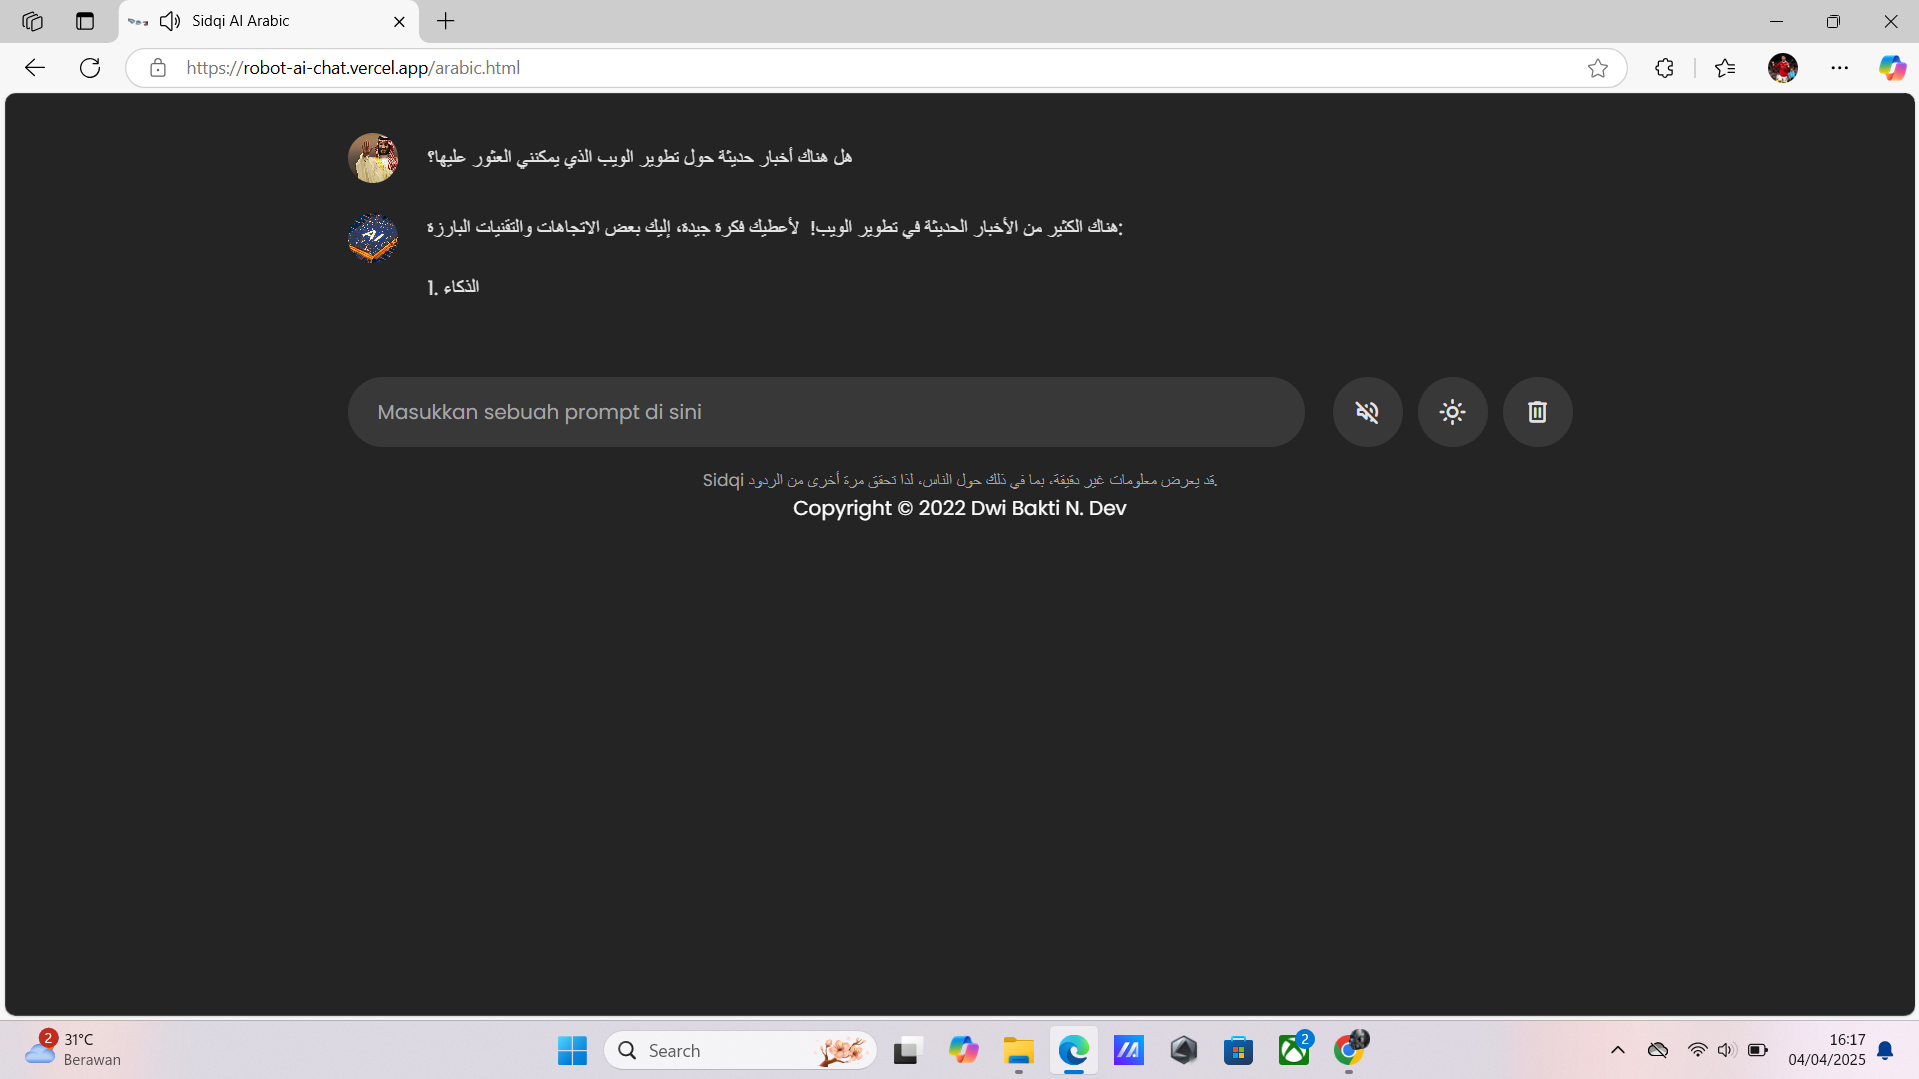 Sidqi AI Arabic
https://robot-ai-chat.vercel.app/arabic.html
هل هناك أخبار حديثة حول تطوير الويب الذي يمكنني العثور عليها؟
هناك الكثير من الأخبار الحديثة في تطوير الويب! لأعطيك فكرة جيدة، إليك بعض الاتجاهات والتقنيات البارزة:
1. الذكاء
Masukkan sebuah prompt di sini
Sidqi قد يعرض معلومات غير دقيقة، بما في ذلك حول الناس، لذا تحقق مرة أخرى من الردود.
Copyright © 2022 Dwi Bakti N. Dev
2
31°C
Berawan
Search
2
16:17
04/04/2025